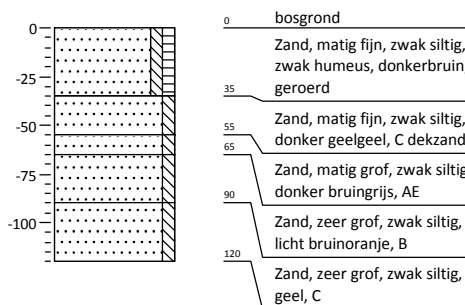 0
-25
-50
-75
-100
0
bosgrond
Zand, matig fijn, zwak siltig,
zwak humeus, donkerbruin,
geroerd
35
Zand, matig fijn, zwak siltig,
donker geelgeel, C dekzand
55
65
Zand, matig grof, zwak siltig
donker bruingrijs, AE
90
Zand, zeer grof, zwak siltig,
licht bruinoranje, B
120
Zand, zeer grof, zwak siltig,
geel, C